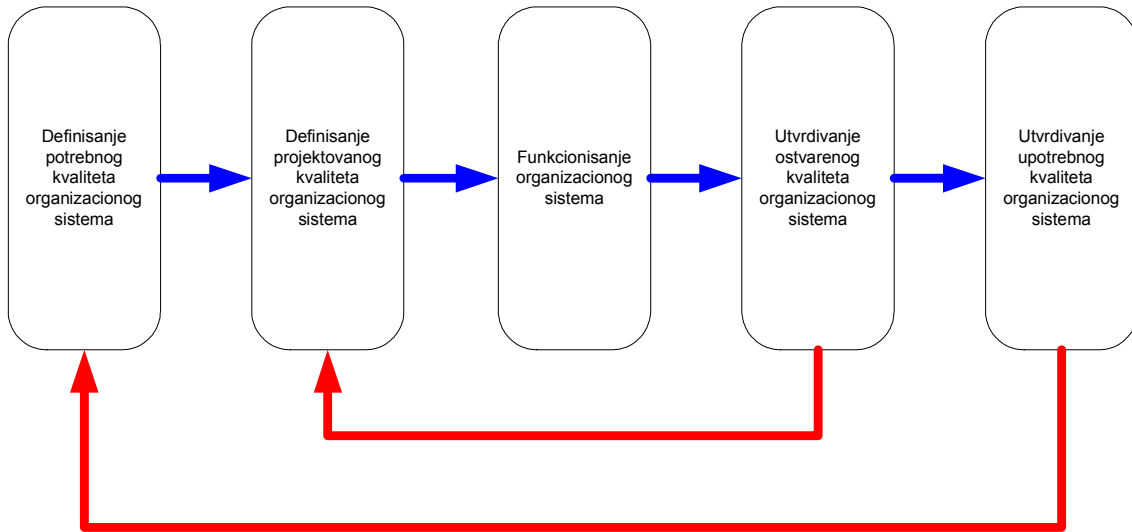 Definisanje
potrebnog
kvaliteta
organizacionog
sistema
Definisanje
projektovanog
kvaliteta
organizacionog
sistema
Funkcionisanje
organizacionog
sistema
Utvrdivanje
ostvarenog
kvaliteta
organizacionog
sistema
Utvrdivanje
upotrebnog
kvaliteta
organizacionog
sistema